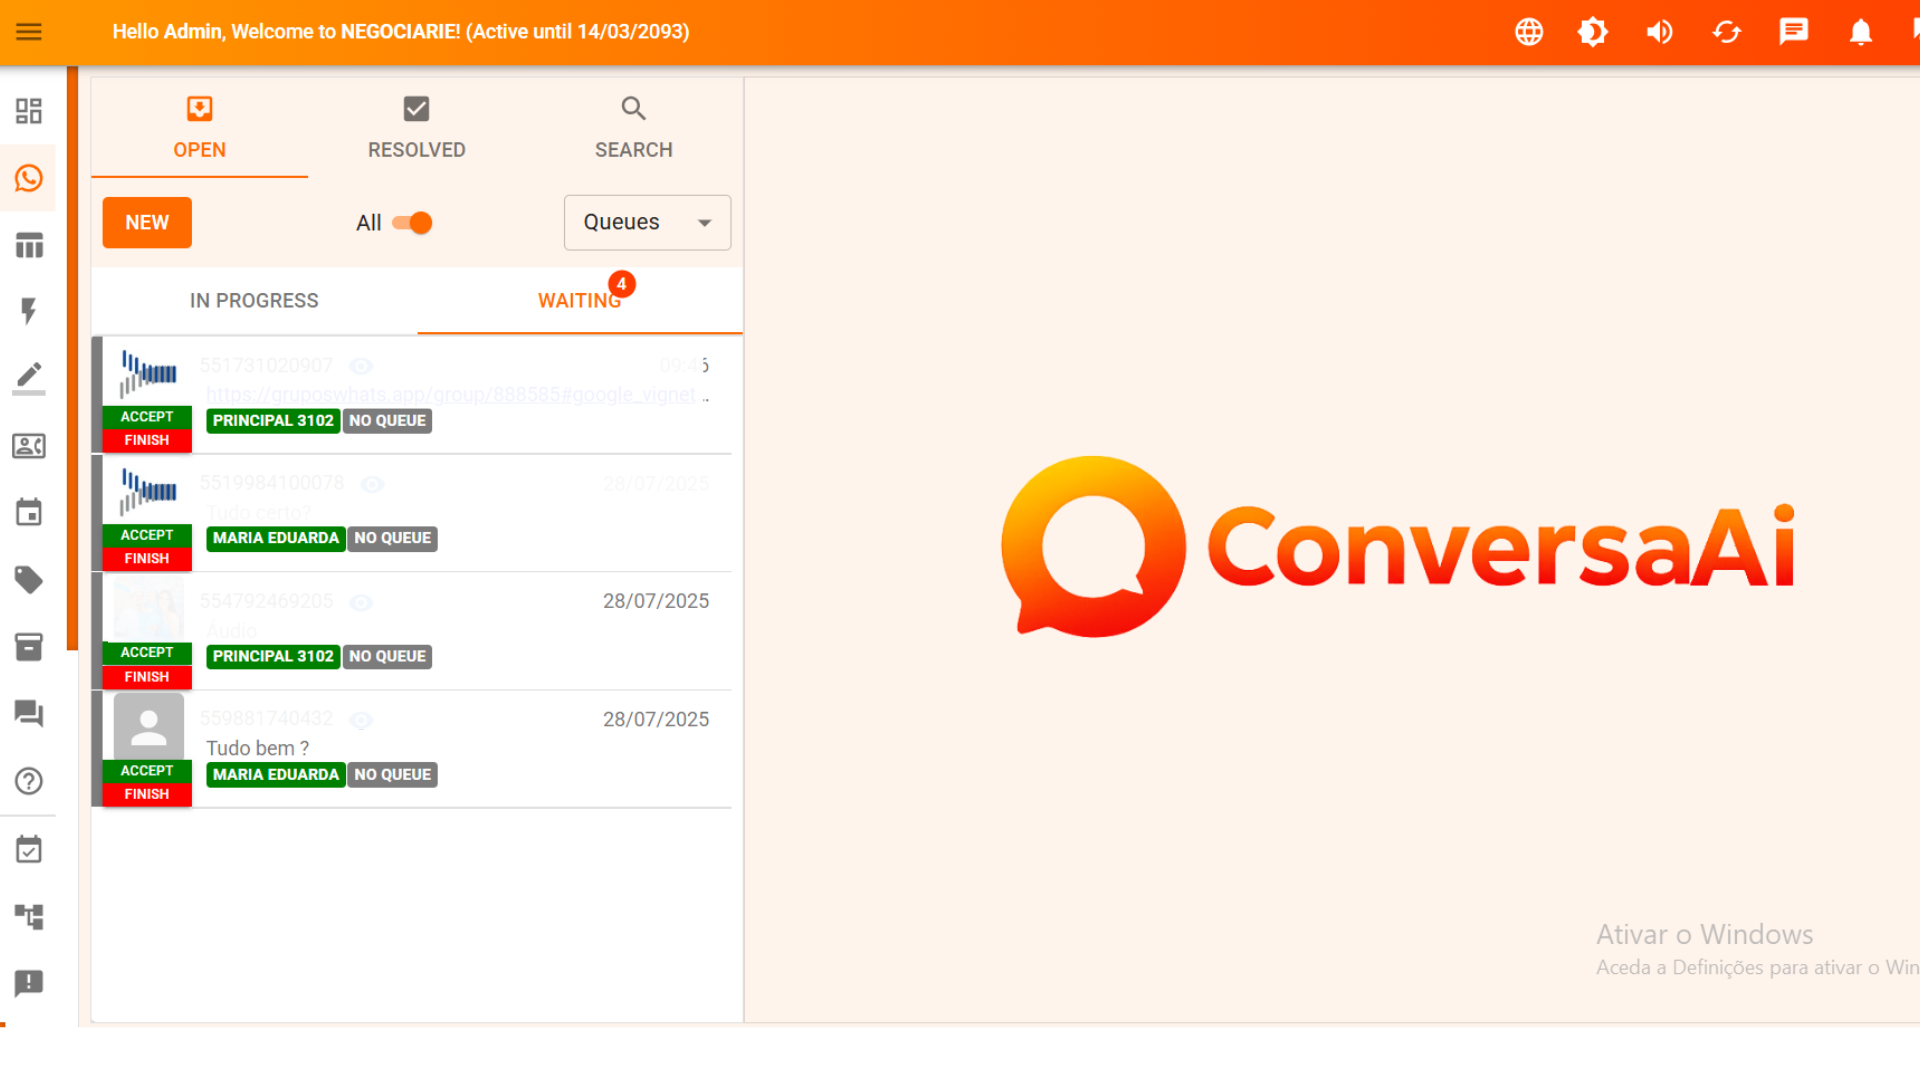 Hello Admin, Welcome to NEGOCIARIE! (Active until 14/03/2093)
OPEN
RESOLVED
SEARCH
NEW
All
Queues
IN PROGRESS
WAITING
4
551731020907
https://gruposwhats.app/group/888585#google_vignet...
ACCEPT
FINISH
PRINCIPAL 3102 NO QUEUE
5519984100078 28/07/2025
Tudo certo?
ACCEPT
FINISH
MARIA EDUARDA NO QUEUE
554792469205 28/07/2025
Áudio
ACCEPT
FINISH
PRINCIPAL 3102 NO QUEUE
559881740432 28/07/2025
Tudo bem ?
ACCEPT
FINISH
MARIA EDUARDA NO QUEUE
ConversaAi
Ativar o Windows
Aceda a Definições para ativar o Win